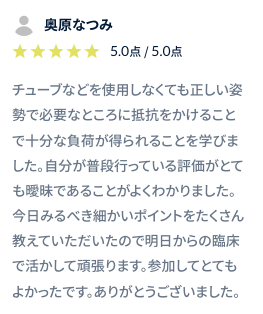 奥原なつみ
5.0点 / 5.0点
チューブなどを使用しなくても正しい姿
勢で必要なところに抵抗をかけること
で十分な負荷が得られることを学びま
した。自分が普段行っている評価がとて
も曖昧であることがよくわかりました。
今日みるべき細かいポイントをたくさん
教えていただいたので明日からの臨床
で活かして頑張ります。参加してとても
よかったです。ありがとうございました。